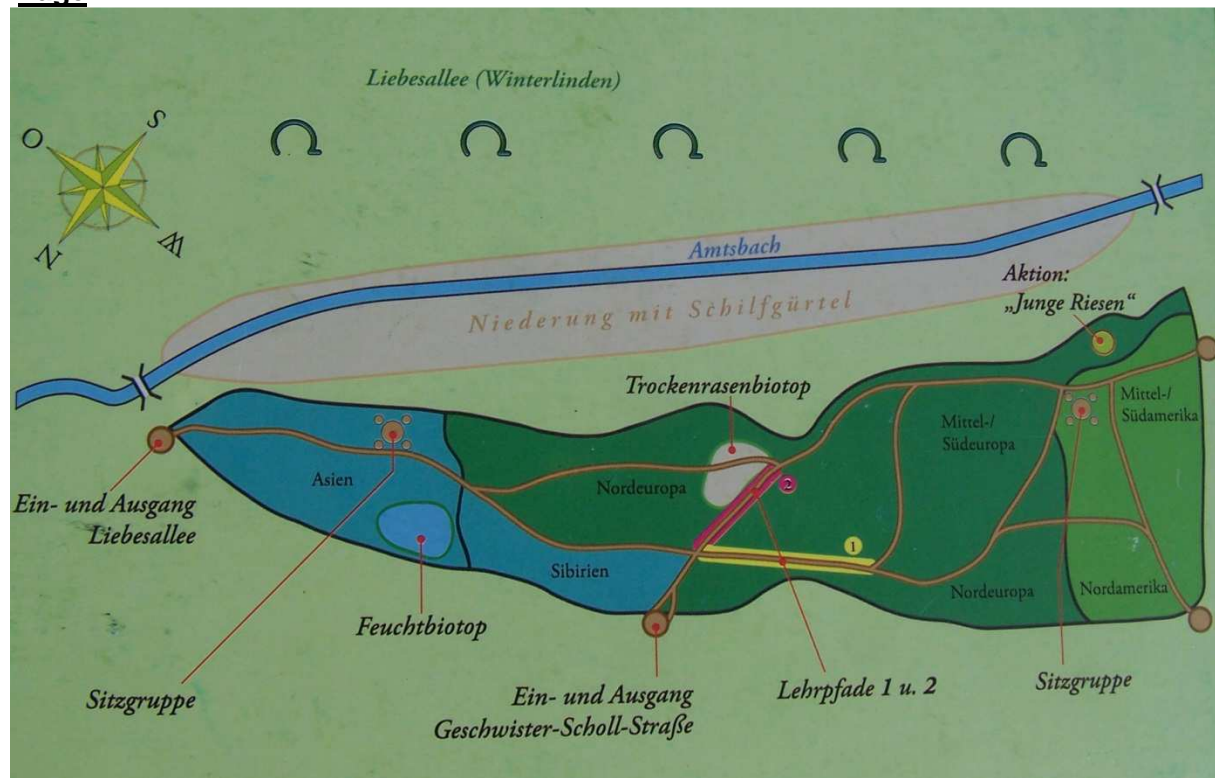 Liebesallee (Winterlinden)
S
O
W
N
Amtsbach
Niederung mit Schilfgürtel
Aktion:
„Junge Riesen“
Trockenrasenbiotop
Mittel-/
Südamerika
Mittel-/
Südeuropa
Asien
Nordeuropa
2
Ein- und Ausgang
Liebesallee
1
Sibirien
Nordeuropa
Nordamerika
Feuchtbiotop
Sitzgruppe
Ein- und Ausgang
Geschwister-Scholl-Straße
Lehrpfade 1 u. 2
Sitzgruppe